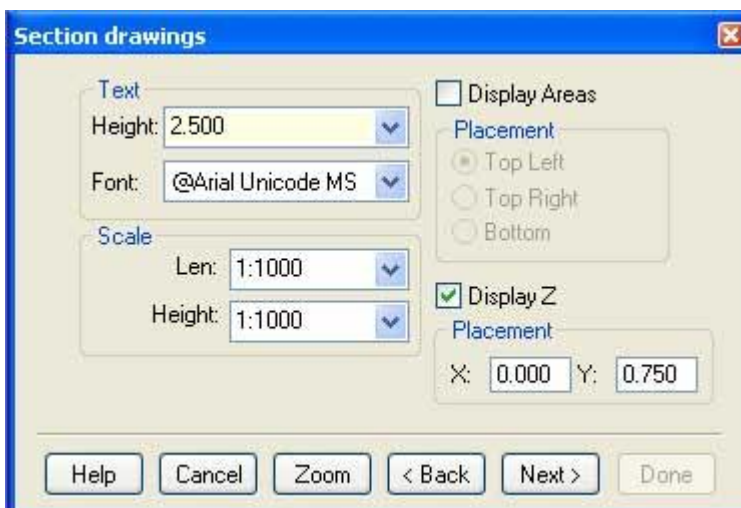 Section drawings
Text
Height: 2.500
Font: @Arial Unicode MS
Scale
Len: 1:1000
Height: 1:1000
Display Areas
Placement
Top Left
Top Right
Bottom
Display Z
Placement
X: 0.000 Y: 0.750
Help Cancel Zoom < Back Next > Done